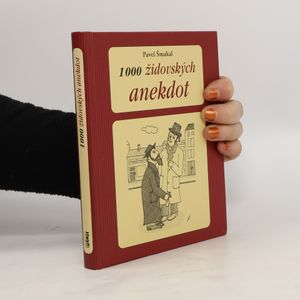 Pavel Šmakal
1000 židovských
anekdot
1000 židovských anekdot